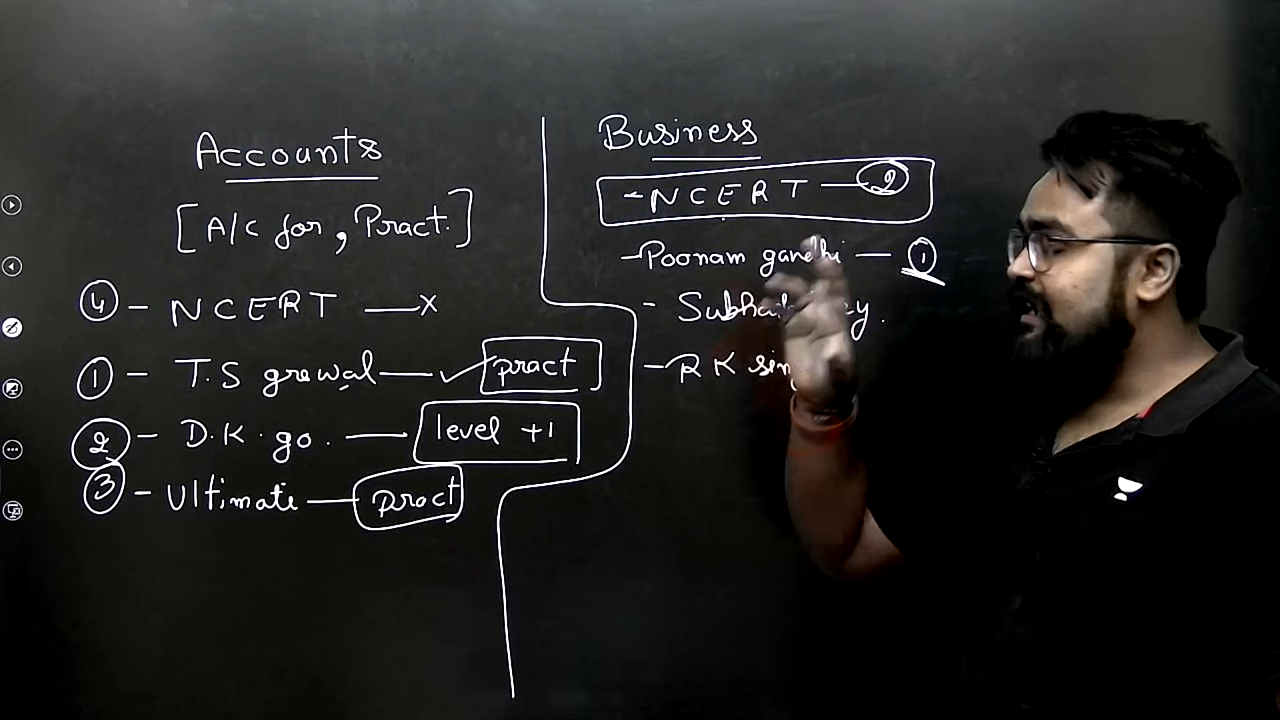 Accounts
[A/c for, Pract.]
④ - NCERT —x
① - T.S grewal — ✓ pract
② - D.K. go. — level +1
③ - Ultimate — pract
Business
- NCERT — ②
- Poonam gandhi — ①
-
- RK